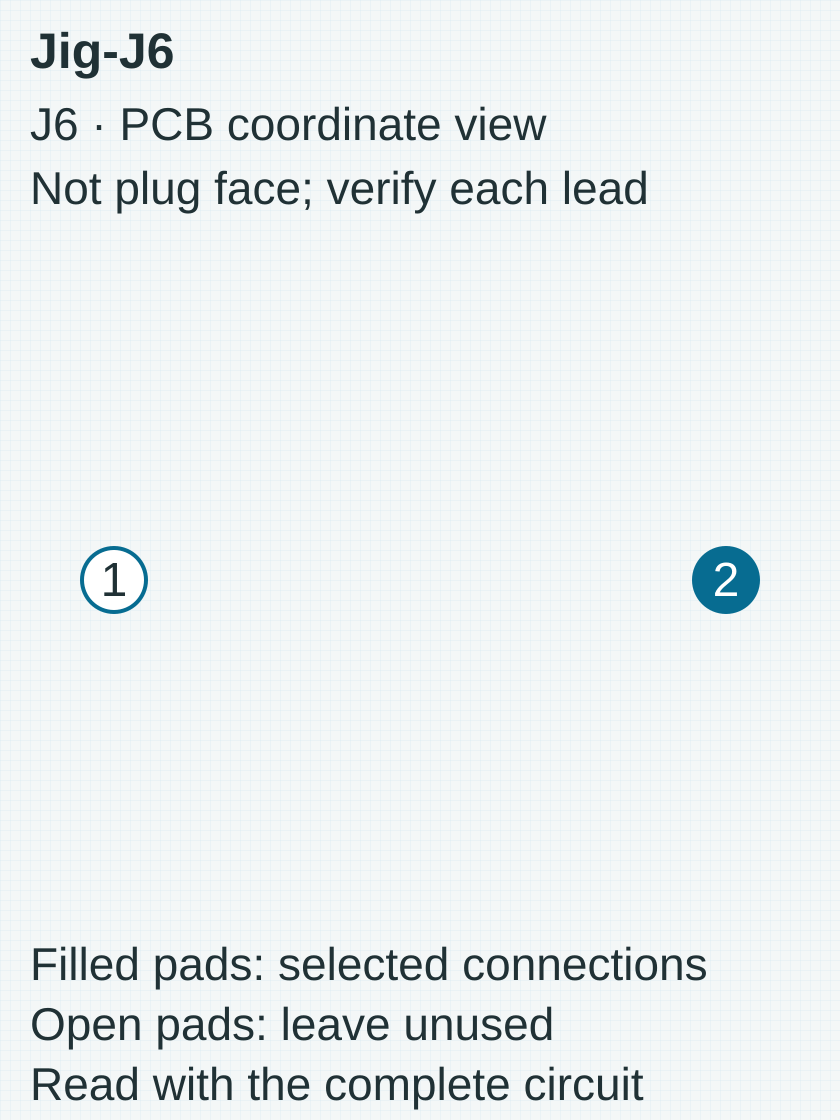 Jig-J6
J6 · PCB coordinate view
Not plug face; verify each lead
1 2
Filled pads: selected connections
Open pads: leave unused
Read with the complete circuit